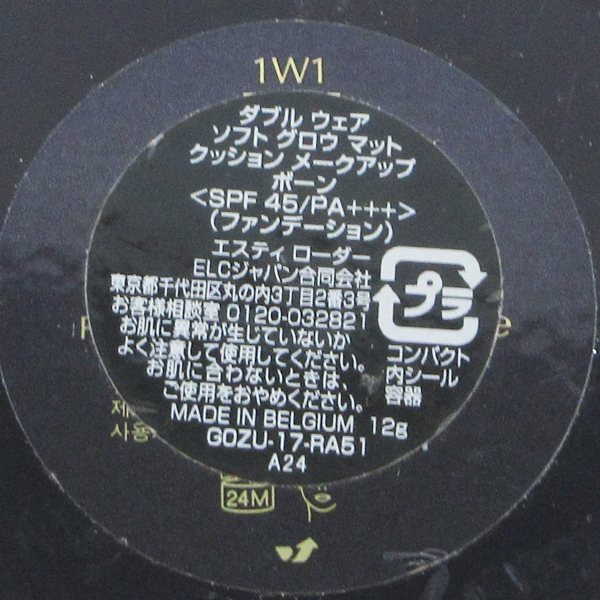 1W1
ダブル ウェア
ソフト グロウ マット
クッション メークアップ
ボーン
<SPF 45/PA+++>
(ファンデーション)
エスティ ローダー
ELCジャパン合同会社
東京都千代田区丸の内3丁目2番3号
お客様相談室 0120-032821
お肌に異常が生じていないか
よく注意して使用してください。
お肌に合わないときは、
ご使用をおやめください。
MADE IN BELGIUM 12g
GOZU-17-RA51
A24
プラ
コンパクト
内シール
容器
사용
24M